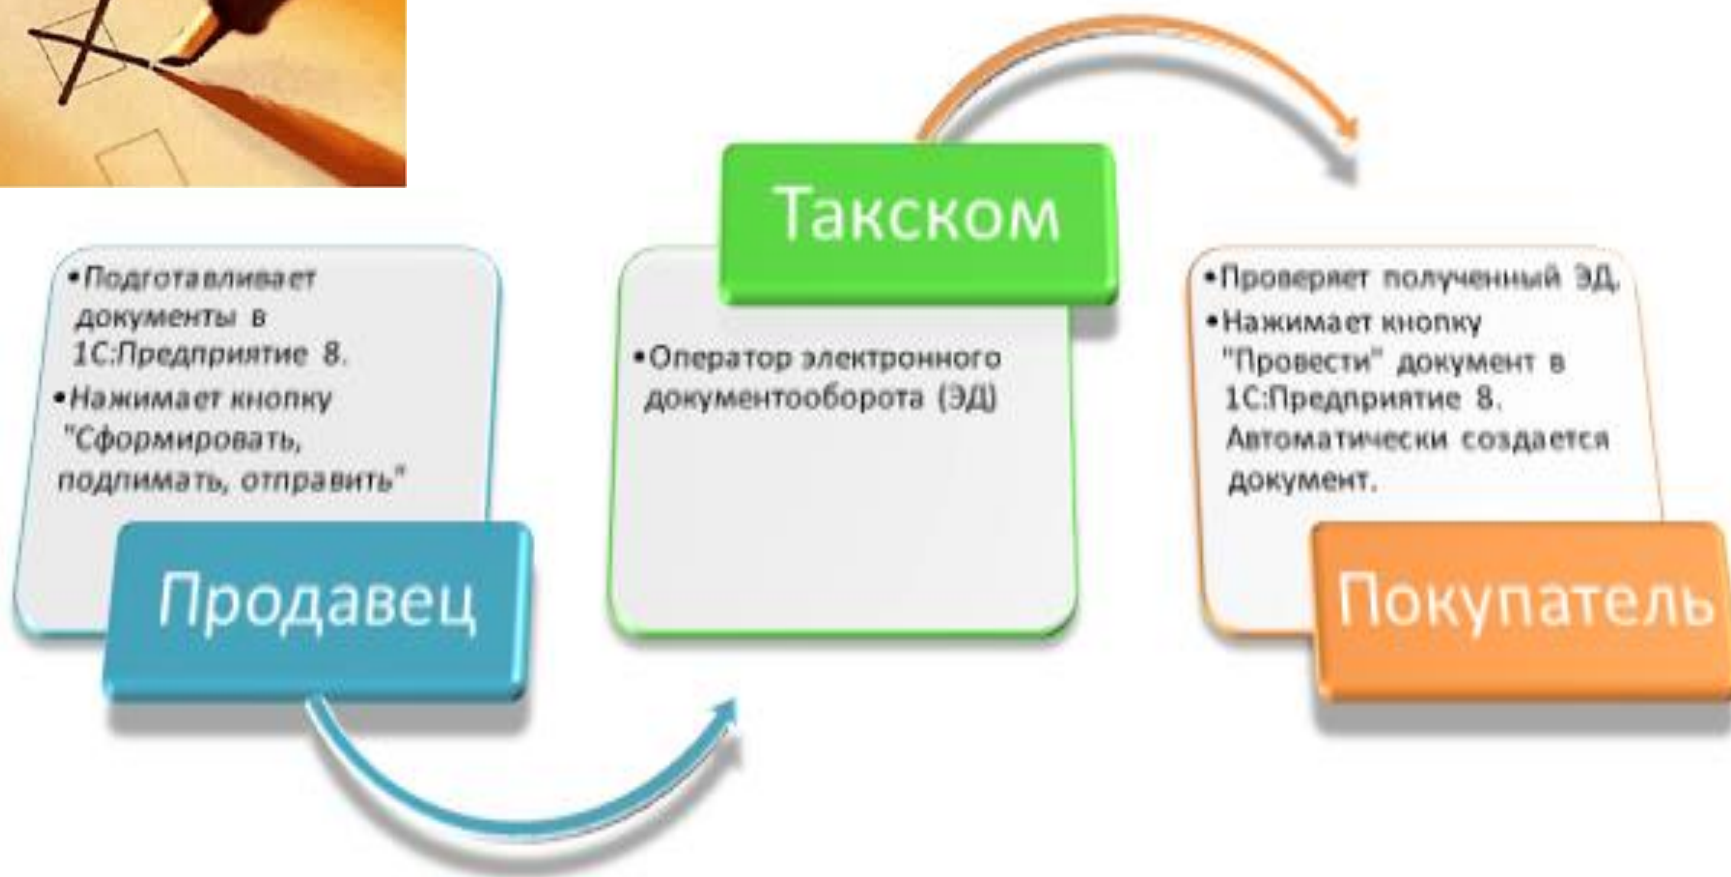 •Подготавливает
документы в
1С:Предприятие 8.
•Нажимает кнопку
"Сформировать,
подпимать, отправить"
Продавец
Такском
•Оператор электронного
документооборота (ЭД)
•Проверяет полученный ЭД.
•Нажимает кнопку
"Провести" документ в
1С:Предприятие 8.
Автоматически создается
документ.
Покупатель